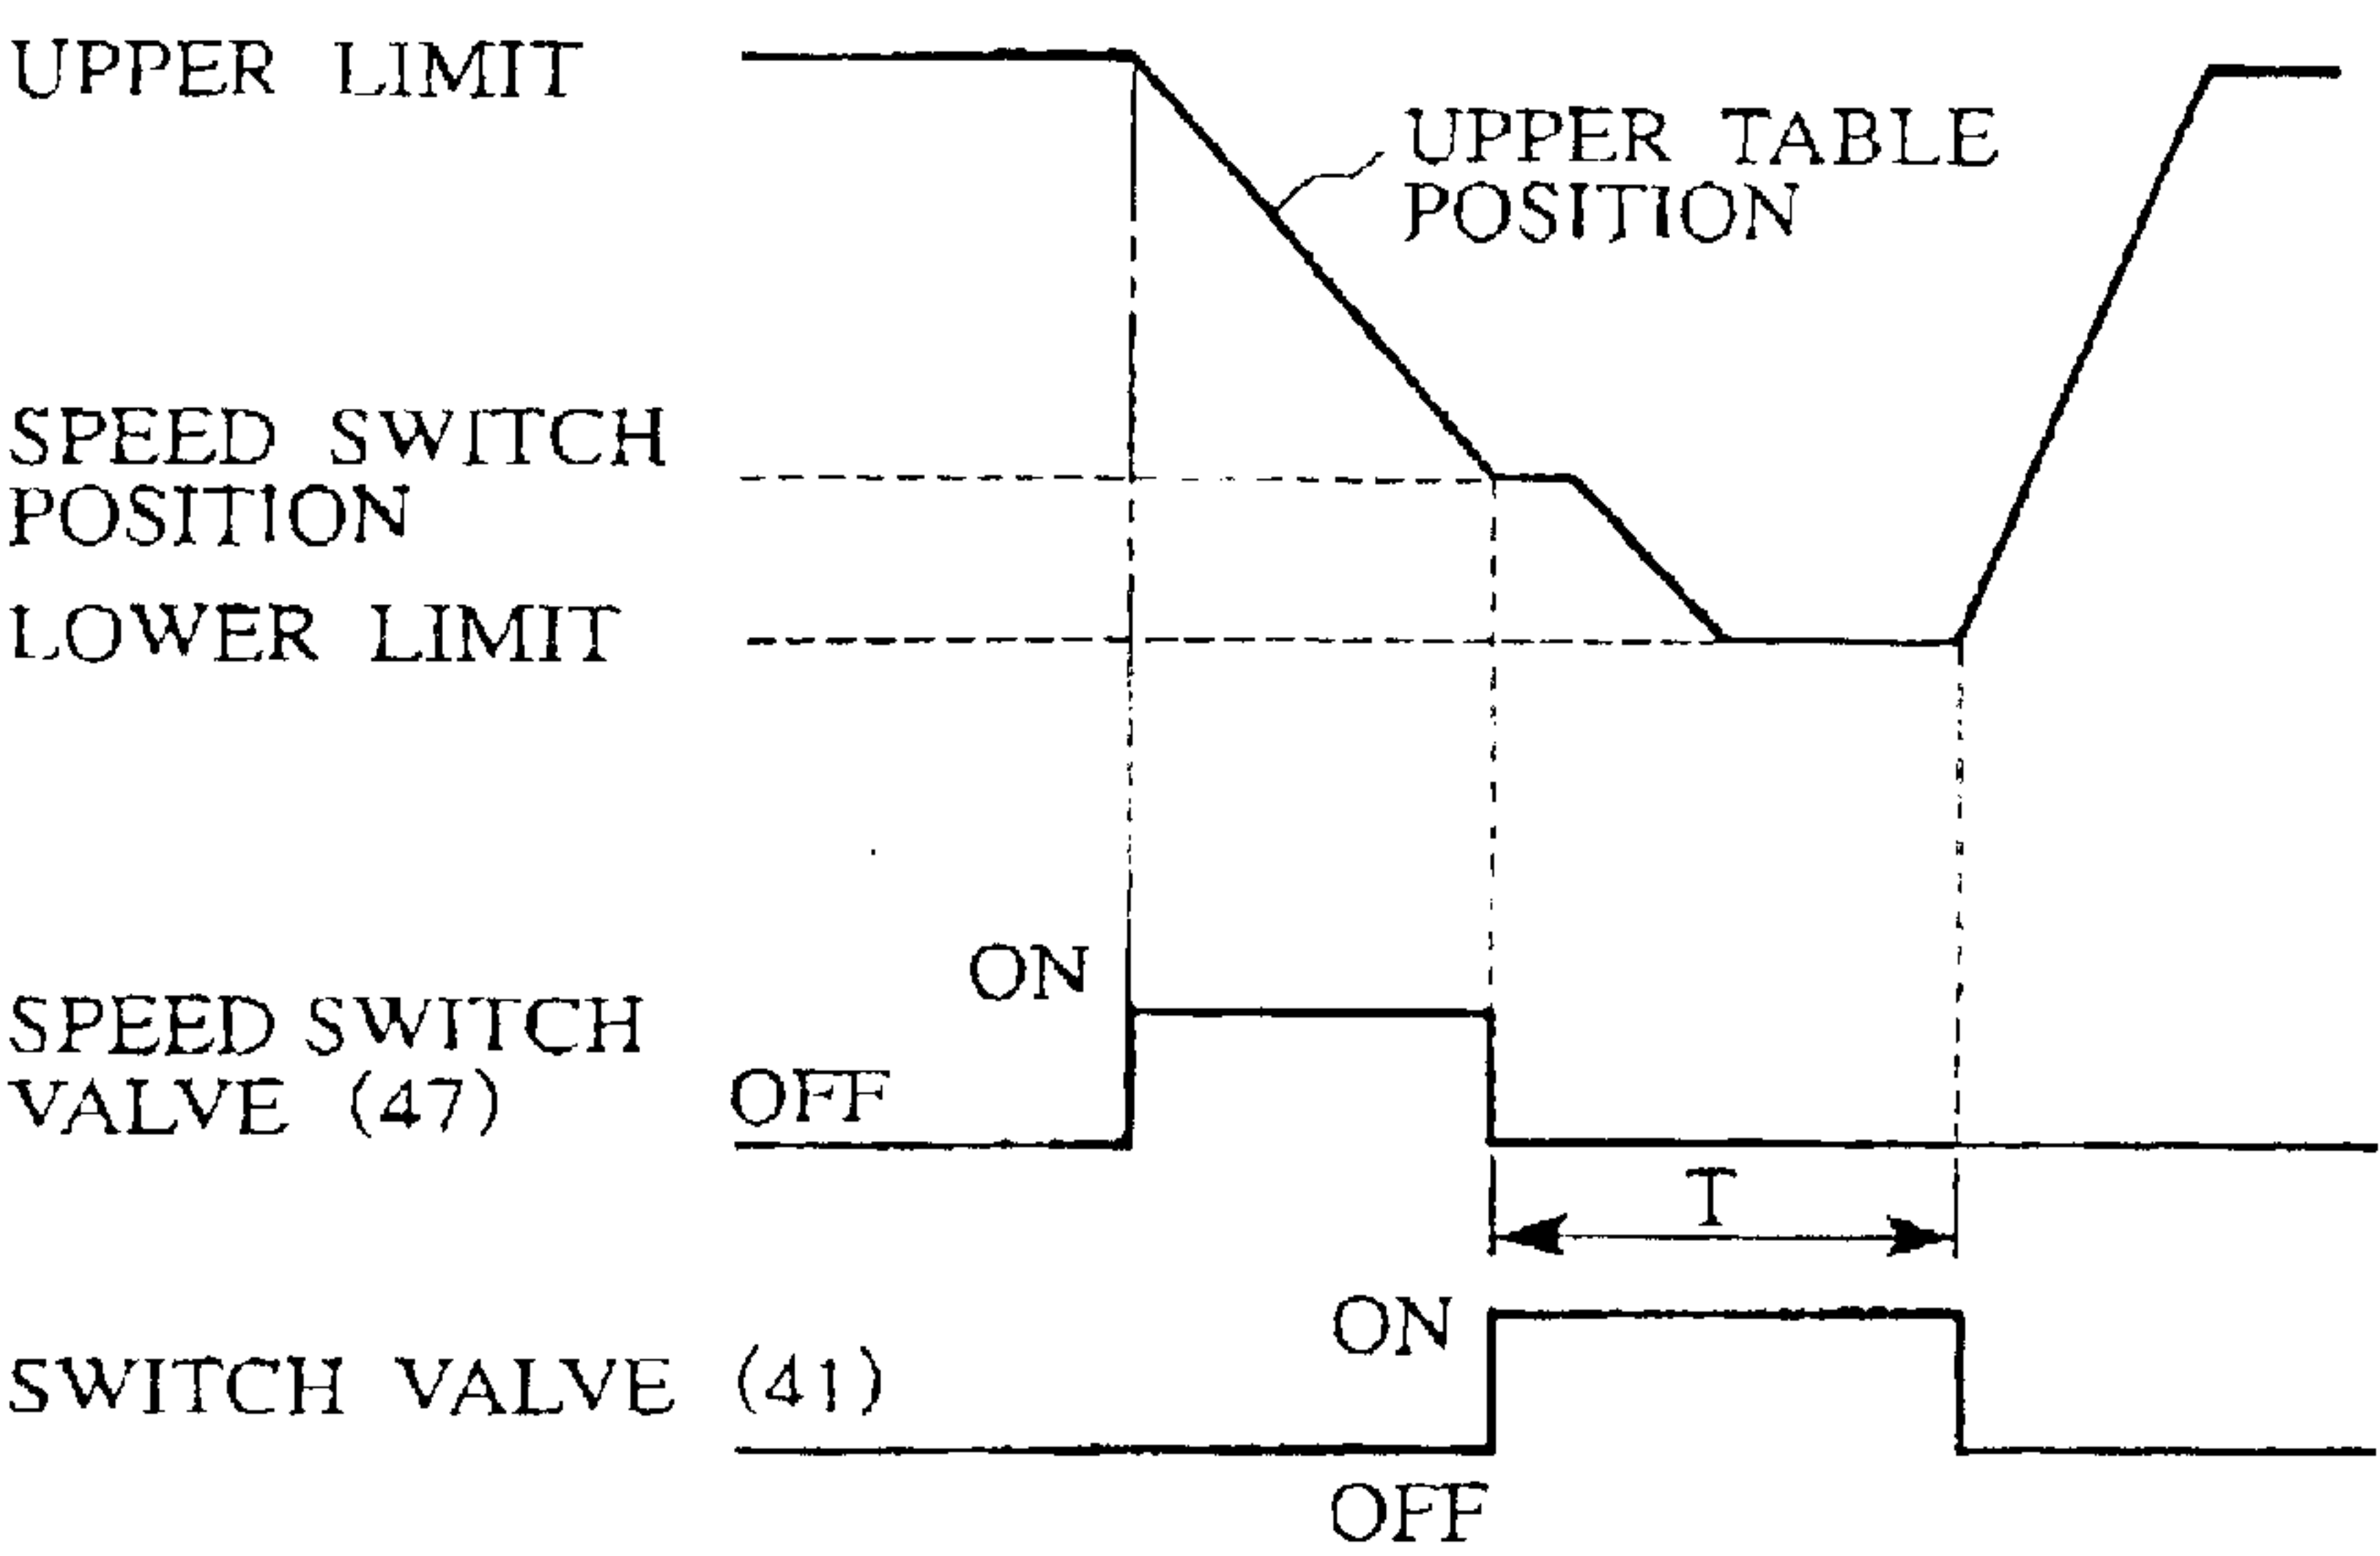 UPPER LIMIT
UPPER TABLE
POSITION
SPEED SWITCH
POSITION
LOWER LIMIT
ON
SPEED SWITCH
VALVE (47)
OFF
T
ON
SWITCH VALVE (41)
OFF